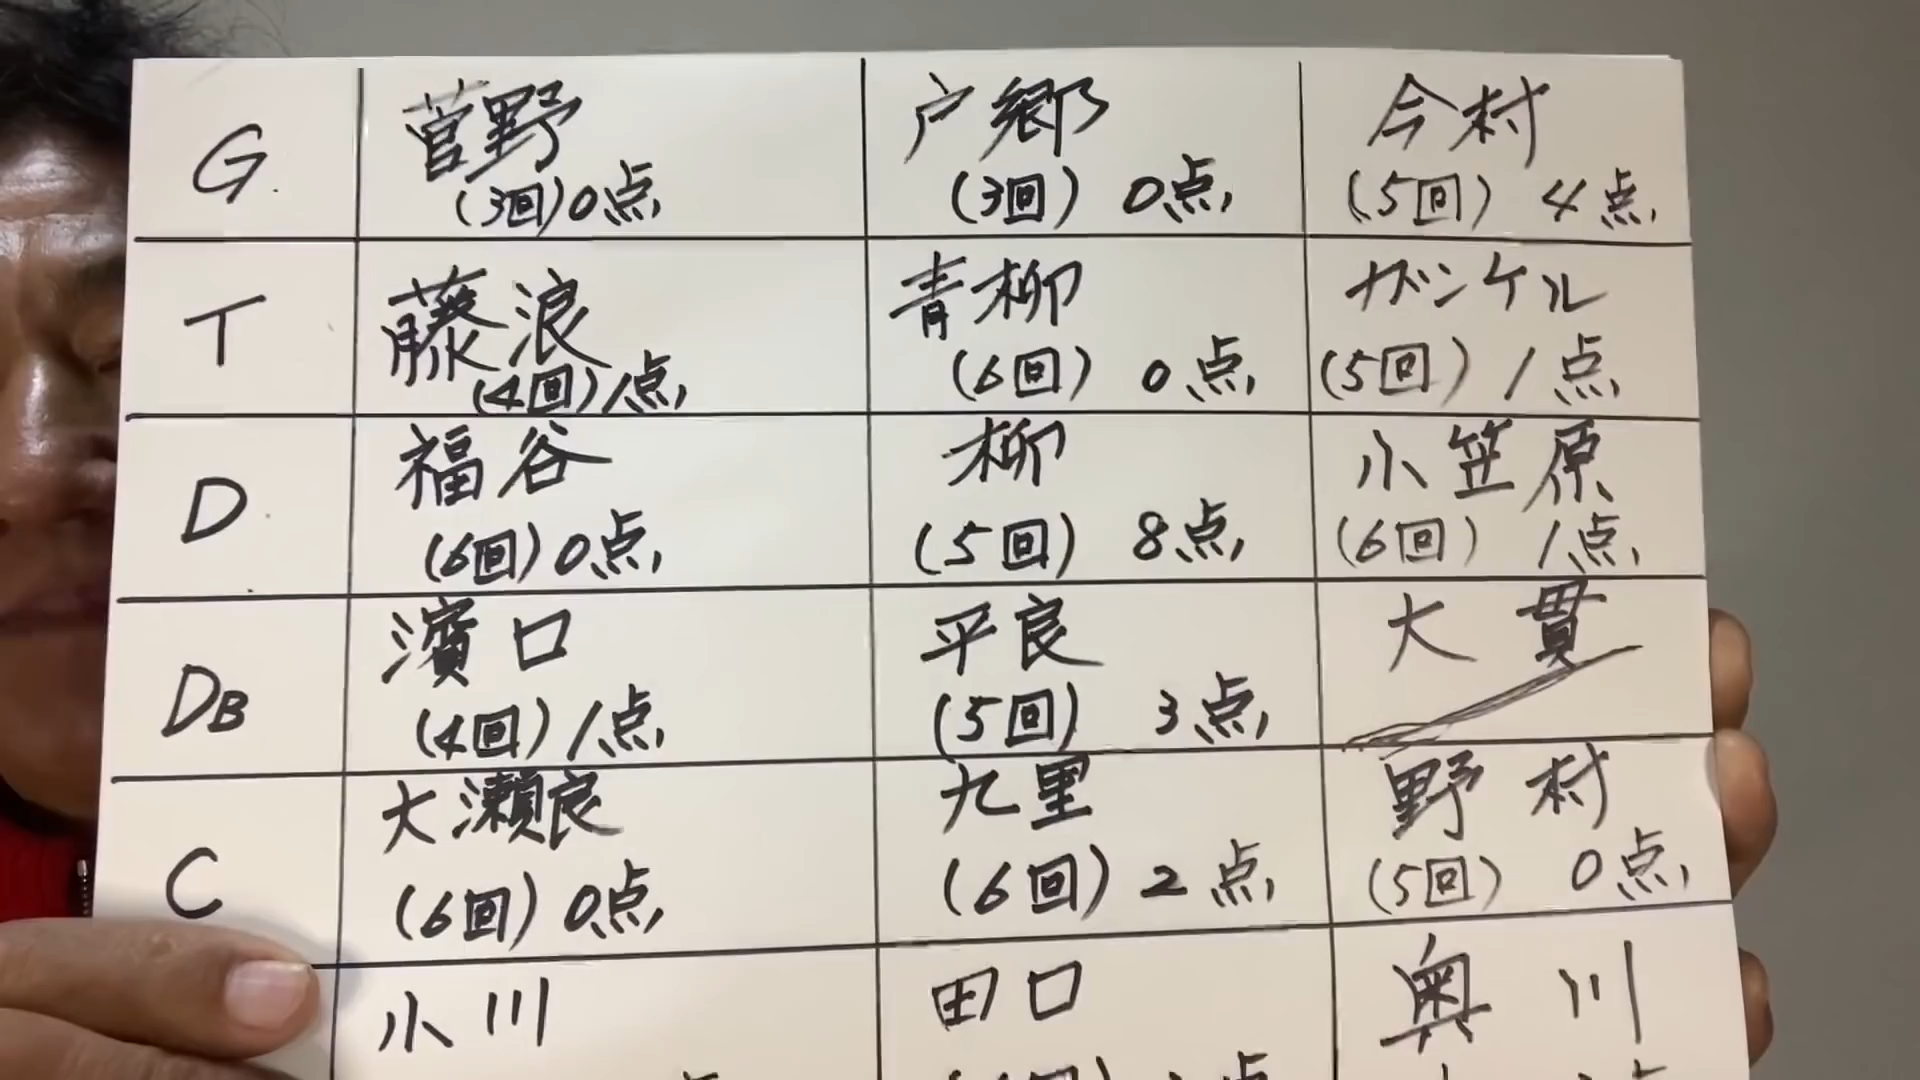 G 菅野 戸郷 今村
(3回)0点 (3回) 0点 (5回) 4点
T 藤浪 青柳 ガンケル
(4回)1点 (6回) 0点 (5回) 1点
D 福谷 柳 小笠原
(6回)0点 (5回) 8点 (6回) 1点
DB 濱口 平良 大貫
(4回)1点 (5回) 3点
C 大瀬良 九里 野村
(6回)0点 (6回)2点 (5回) 0点
小川 田口 奥川